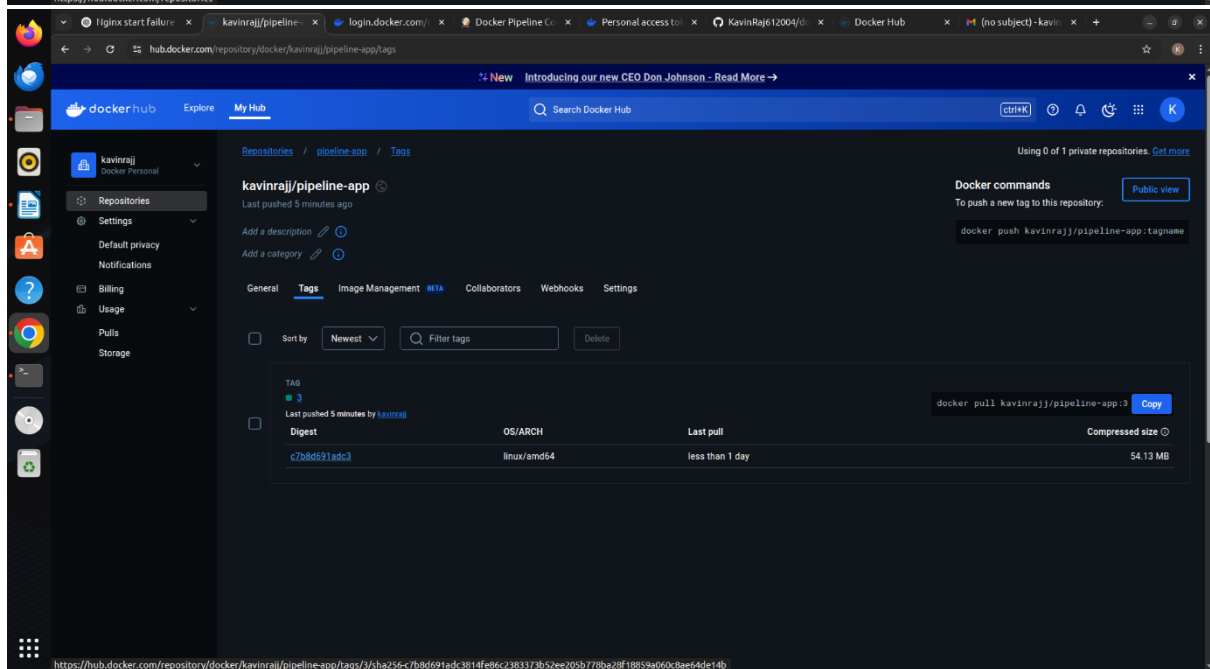 Nginx start failure
kavinrajj/pipeline-
login.docker.com/
Docker Pipeline Co
Personal access to
KavinRaj612004/do
Docker Hub
(no subject) - kavin
hub.docker.com/repository/docker/kavinrajj/pipeline-app/tags
K
New Introducing our new CEO Don Johnson - Read More →
dockerhub Explore My Hub Search Docker Hub ctrl+K K
kavinrajj
Docker Personal
Repositories
Settings
Default privacy
Notifications
Billing
Usage
Pulls
Storage
Repositories / pipeline-app / Tags
Using 0 of 1 private repositories. Get more
kavinrajj/pipeline-app
Last pushed 5 minutes ago
Add a description
Add a category
Docker commands
To push a new tag to this repository:
Public view
docker push kavinrajj/pipeline-app:tagname
General Tags Image Management BETA Collaborators Webhooks Settings
Sort by Newest Filter tags Delete
TAG
3
Last pushed 5 minutes by kavinrajj
docker pull kavinrajj/pipeline-app:3 Copy
Digest OS/ARCH Last pull Compressed size
c7b8d691adc3 linux/amd64 less than 1 day 54.13 MB
https://hub.docker.com/repository/docker/kavinrajj/pipeline-app/tags/3/sha256-c7b8d691adc3814fe86c2383373b52ee205b778ba28f18859a060c8ae64de14b